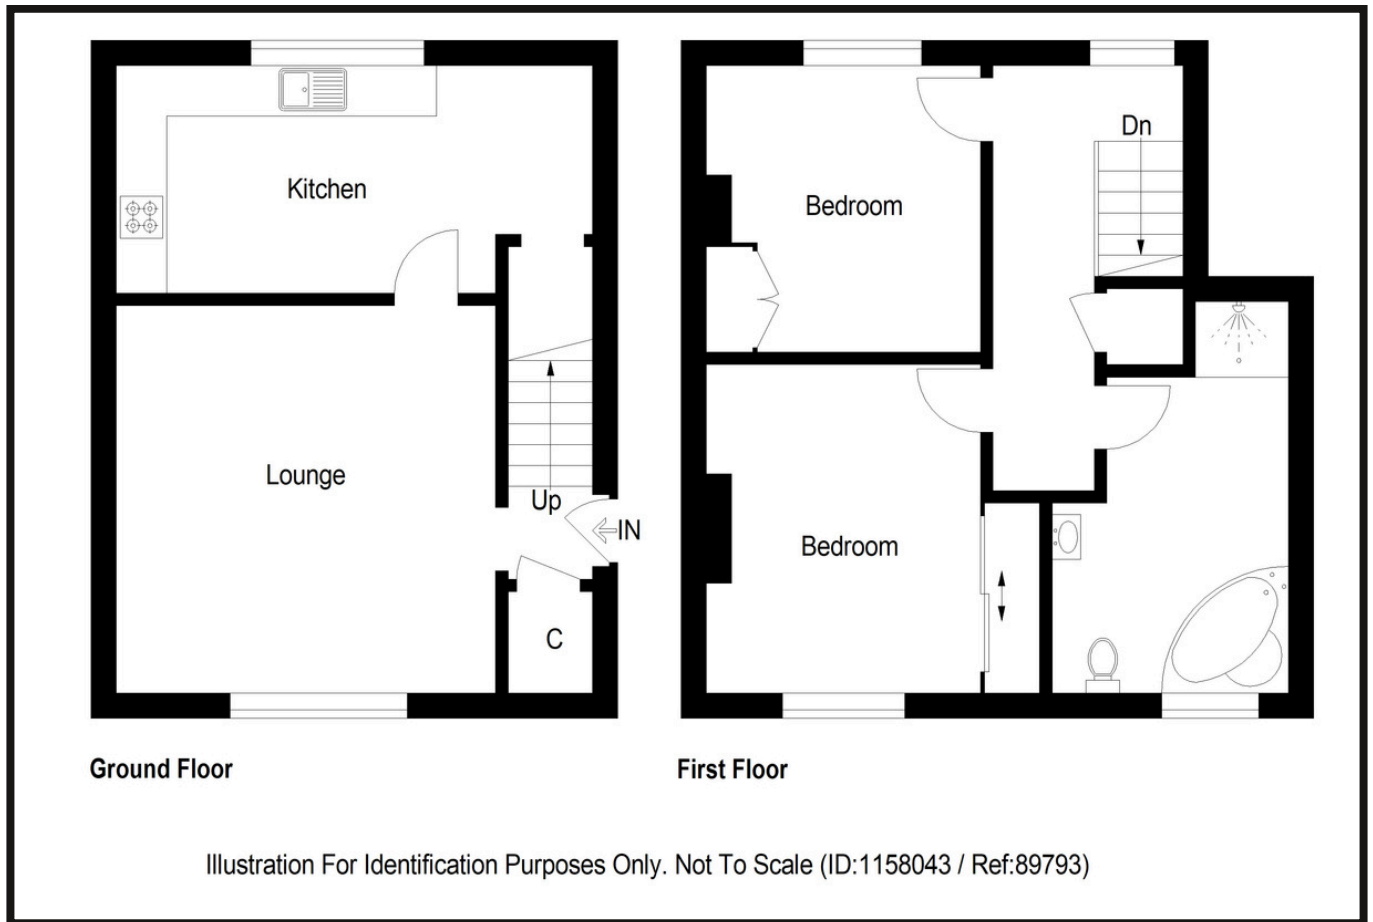 Kitchen
Lounge
Up
IN
C
Ground Floor
Dn
Bedroom
Bedroom
First Floor
Illustration For Identification Purposes Only. Not To Scale (ID:1158043 / Ref:89793)